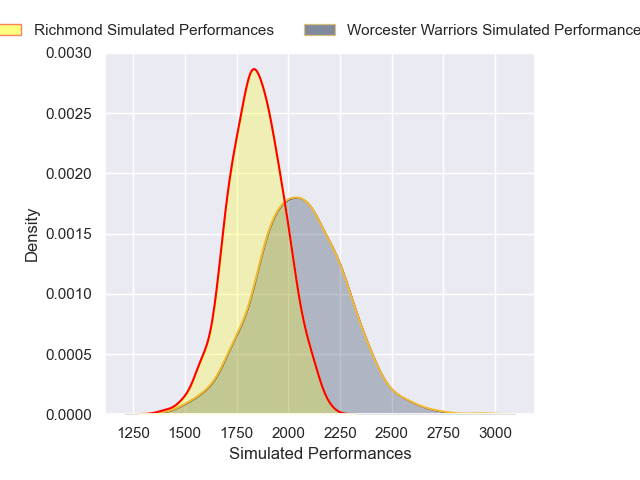 Richmond Simulated Performances
Worcester Warriors Simulated Performance
0.0030
0.0025
0.0020
0.0015
0.0010
0.0005
0.0000
Density
1250 1500 1750 2000 2250 2500 2750 3000
Simulated Performances